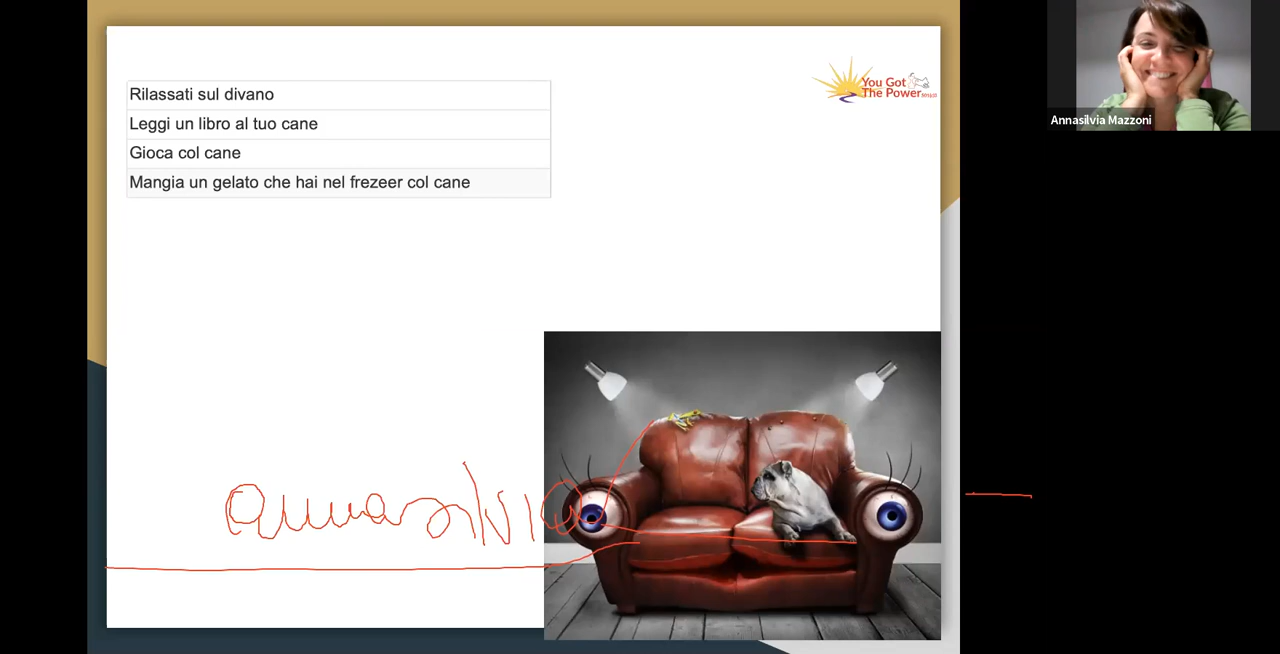 Rilassati sul divano
Leggi un libro al tuo cane
Gioca col cane
Mangia un gelato che hai nel frezeer col cane
You Got
The Power
Annasilvia Mazzoni
annasilvia